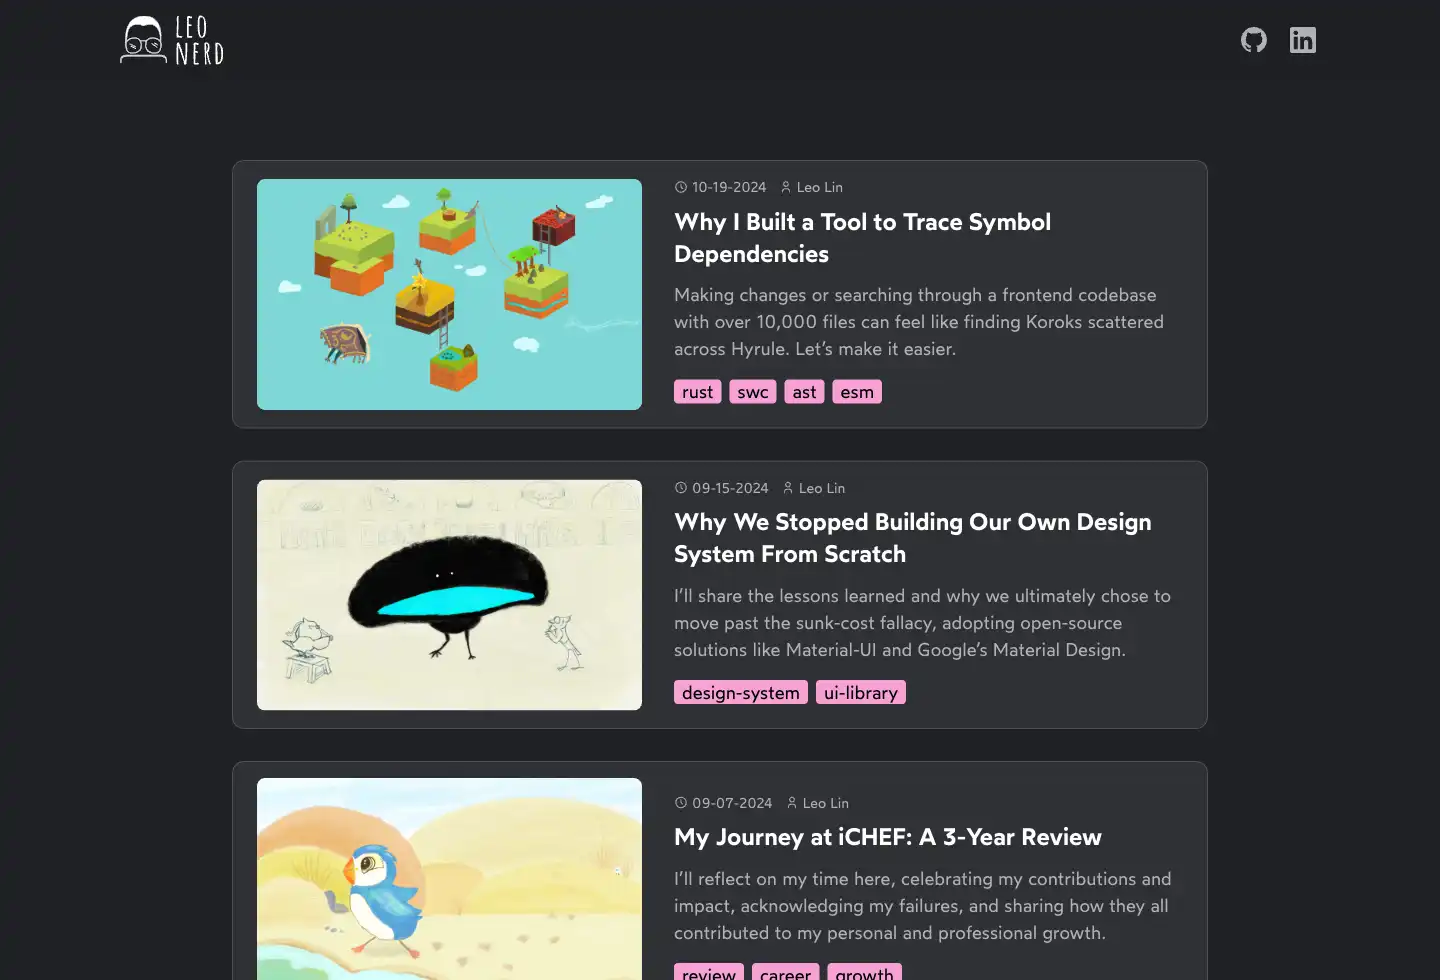 LEO
NERD
10-19-2024 Leo Lin
Why I Built a Tool to Trace Symbol
Dependencies
Making changes or searching through a frontend codebase
with over 10,000 files can feel like finding Koroks scattered
across Hyrule. Let's make it easier.
rust swc ast esm
09-15-2024 Leo Lin
Why We Stopped Building Our Own Design
System From Scratch
I'll share the lessons learned and why we ultimately chose to
move past the sunk-cost fallacy, adopting open-source
solutions like Material-UI and Google's Material Design.
design-system ui-library
09-07-2024 Leo Lin
My Journey at iCHEF: A 3-Year Review
I'll reflect on my time here, celebrating my contributions and
impact, acknowledging my failures, and sharing how they all
contributed to my personal and professional growth.
review career growth